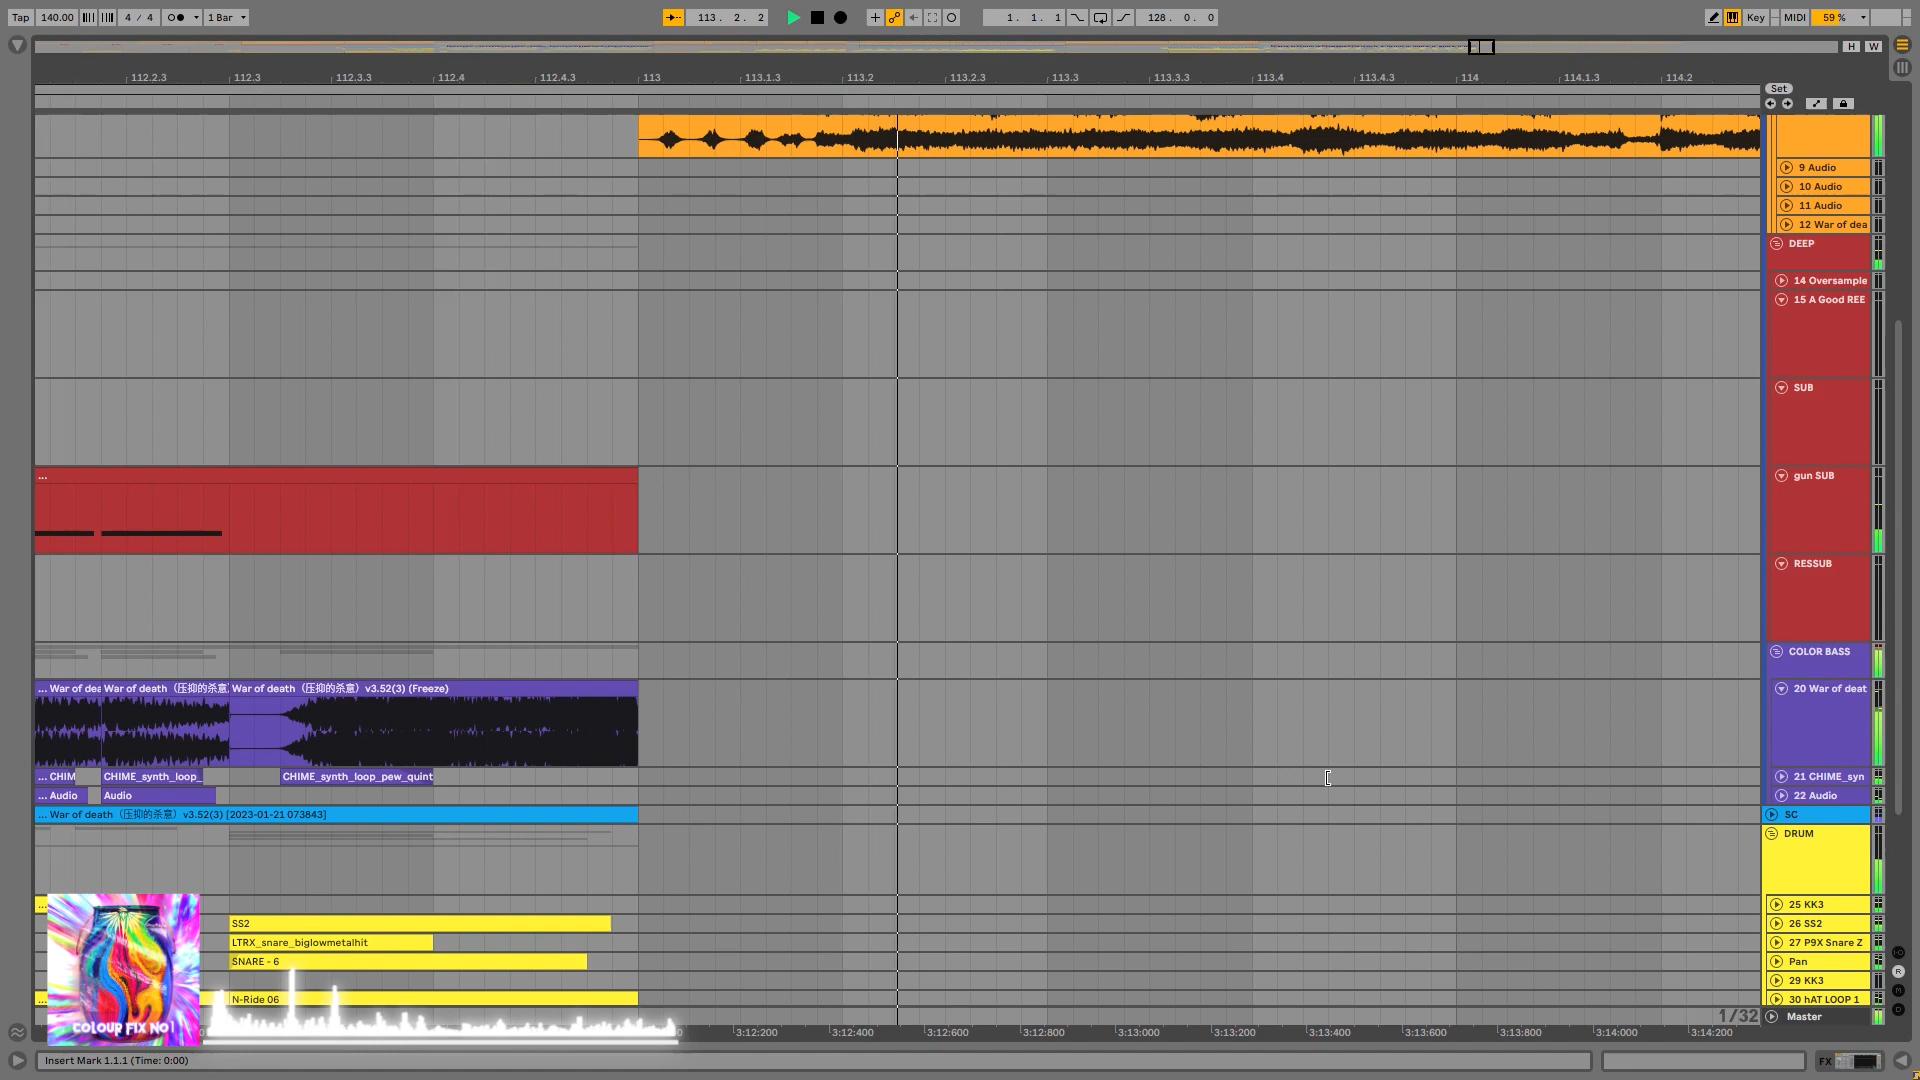 Tap 140.00 4 / 4 1 Bar 113. 2. 2 1. 1. 1 128. 0. 0 Key MIDI 59 %
H W
112.2.3 112.3 112.3.3 112.4 112.4.3 113 113.1.3 113.2 113.2.3 113.3 113.3.3 113.4 113.4.3 114 114.1.3 114.2
Set
9 Audio
10 Audio
11 Audio
12 War of dea
DEEP
14 Oversample
15 A Good REE
SUB
... gun SUB
RESSUB
COLOR BASS
... War of dea War of death（压抑的杀意） War of death（压抑的杀意）v3.52(3) (Freeze) 20 War of deat
... CHIM CHIME_synth_loop_ CHIME_synth_loop_pew_quint 21 CHIME_syn
... Audio Audio 22 Audio
... War of death（压抑的杀意）v3.52(3) [2023-01-21 073843] SC
DRUM
... 25 KK3
SS2 26 SS2
LTRX_snare_biglowmetalhit 27 P9X Snare Z
SNARE - 6 Pan
29 KK3
... N-Ride 06 30 hAT LOOP 1
COLOUR FIX NO1
1/32 Master
3:12:200 3:12:400 3:12:600 3:12:800 3:13:000 3:13:200 3:13:400 3:13:600 3:13:800 3:14:000 3:14:200
Insert Mark 1.1.1 (Time: 0:00) FX